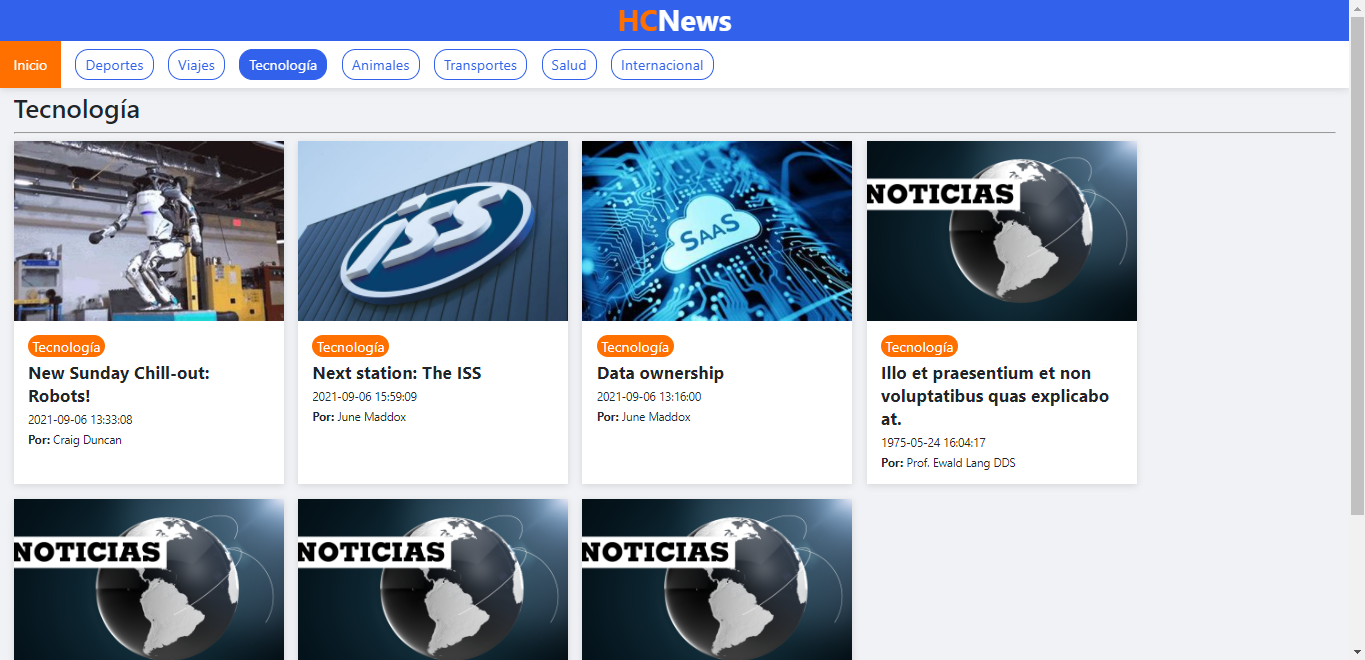 HCNews
Inicio
Deportes
Viajes
Tecnología
Animales
Transportes
Salud
Internacional
Tecnología
ISS
SAAS
NOTICIAS
Tecnología
New Sunday Chill-out:
Robots!
2021-09-06 13:33:08
Por: Craig Duncan
Tecnología
Next station: The ISS
2021-09-06 15:59:09
Por: June Maddox
Tecnología
Data ownership
2021-09-06 13:16:00
Por: June Maddox
Tecnología
Illo et praesentium et non
voluptatibus quas explicabo
at.
1975-05-24 16:04:17
Por: Prof. Ewald Lang DDS
NOTICIAS
NOTICIAS
NOTICIAS